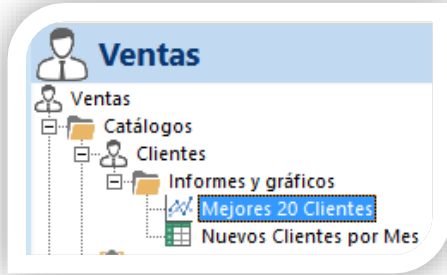 Ventas
Ventas
Catálogos
Clientes
Informes y gráficos
Mejores 20 Clientes
Nuevos Clientes por Mes